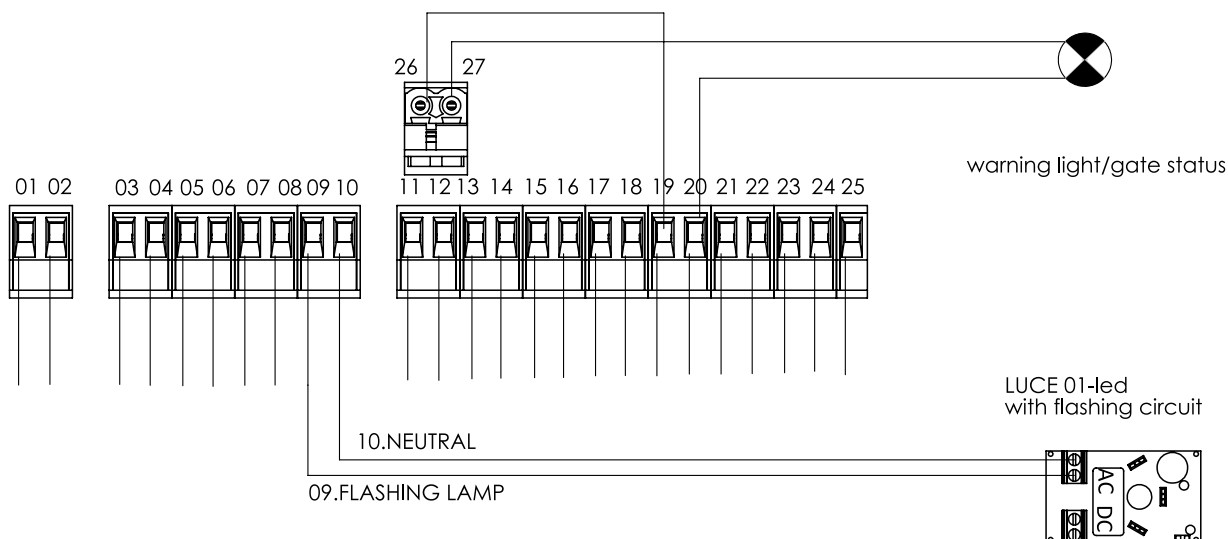 26 27
warning light/gate status
01 02 03 04 05 06 07 08 09 10 11 12 13 14 15 16 17 18 19 20 21 22 23 24 25
LUCE 01-led
with flashing circuit
10.NEUTRAL
09.FLASHING LAMP
AC DC